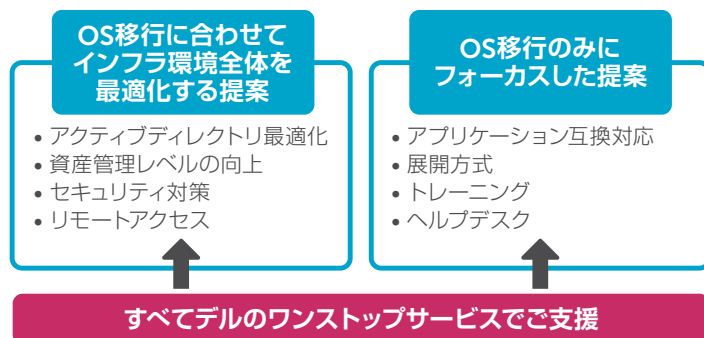 OS移行に合わせて
インフラ環境全体を
最適化する提案
• アクティブディレクトリ最適化
• 資産管理レベルの向上
• セキュリティ対策
• リモートアクセス
OS移行のみに
フォーカスした提案
• アプリケーション互換対応
• 展開方式
• トレーニング
• ヘルプデスク
すべてデルのワンストップサービスでご支援